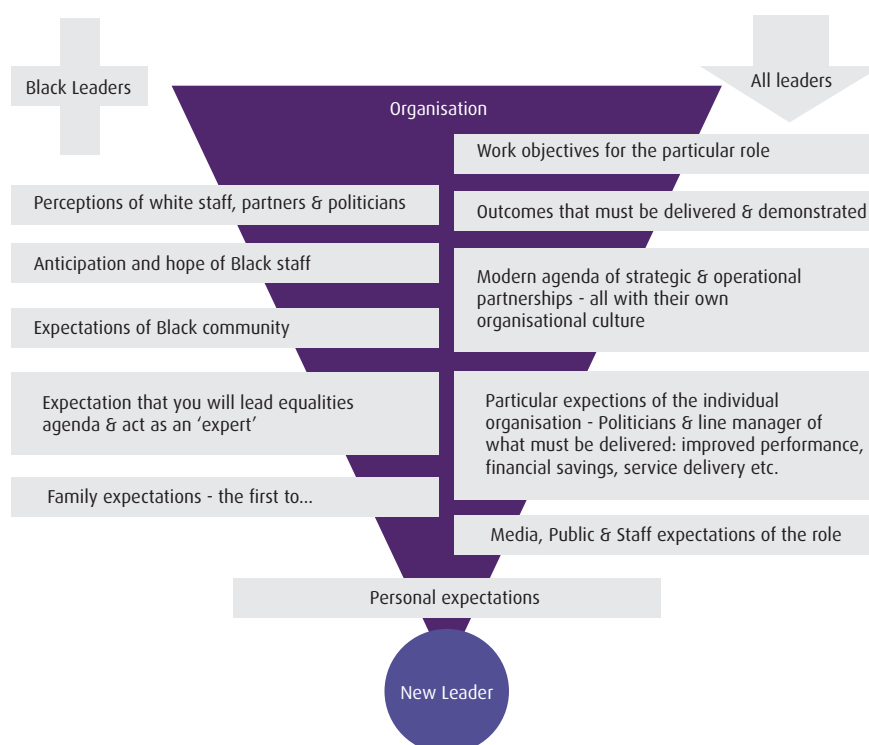 Black Leaders
All leaders
Organisation
Work objectives for the particular role
Perceptions of white staff, partners & politicians
Outcomes that must be delivered & demonstrated
Anticipation and hope of Black staff
Modern agenda of strategic & operational
partnerships - all with their own
organisational culture
Expectations of Black community
Expectation that you will lead equalities
agenda & act as an ‘expert’
Particular expections of the individual
organisation - Politicians & line manager of
what must be delivered: improved performance,
financial savings, service delivery etc.
Family expectations - the first to...
Media, Public & Staff expectations of the role
Personal expectations
New Leader